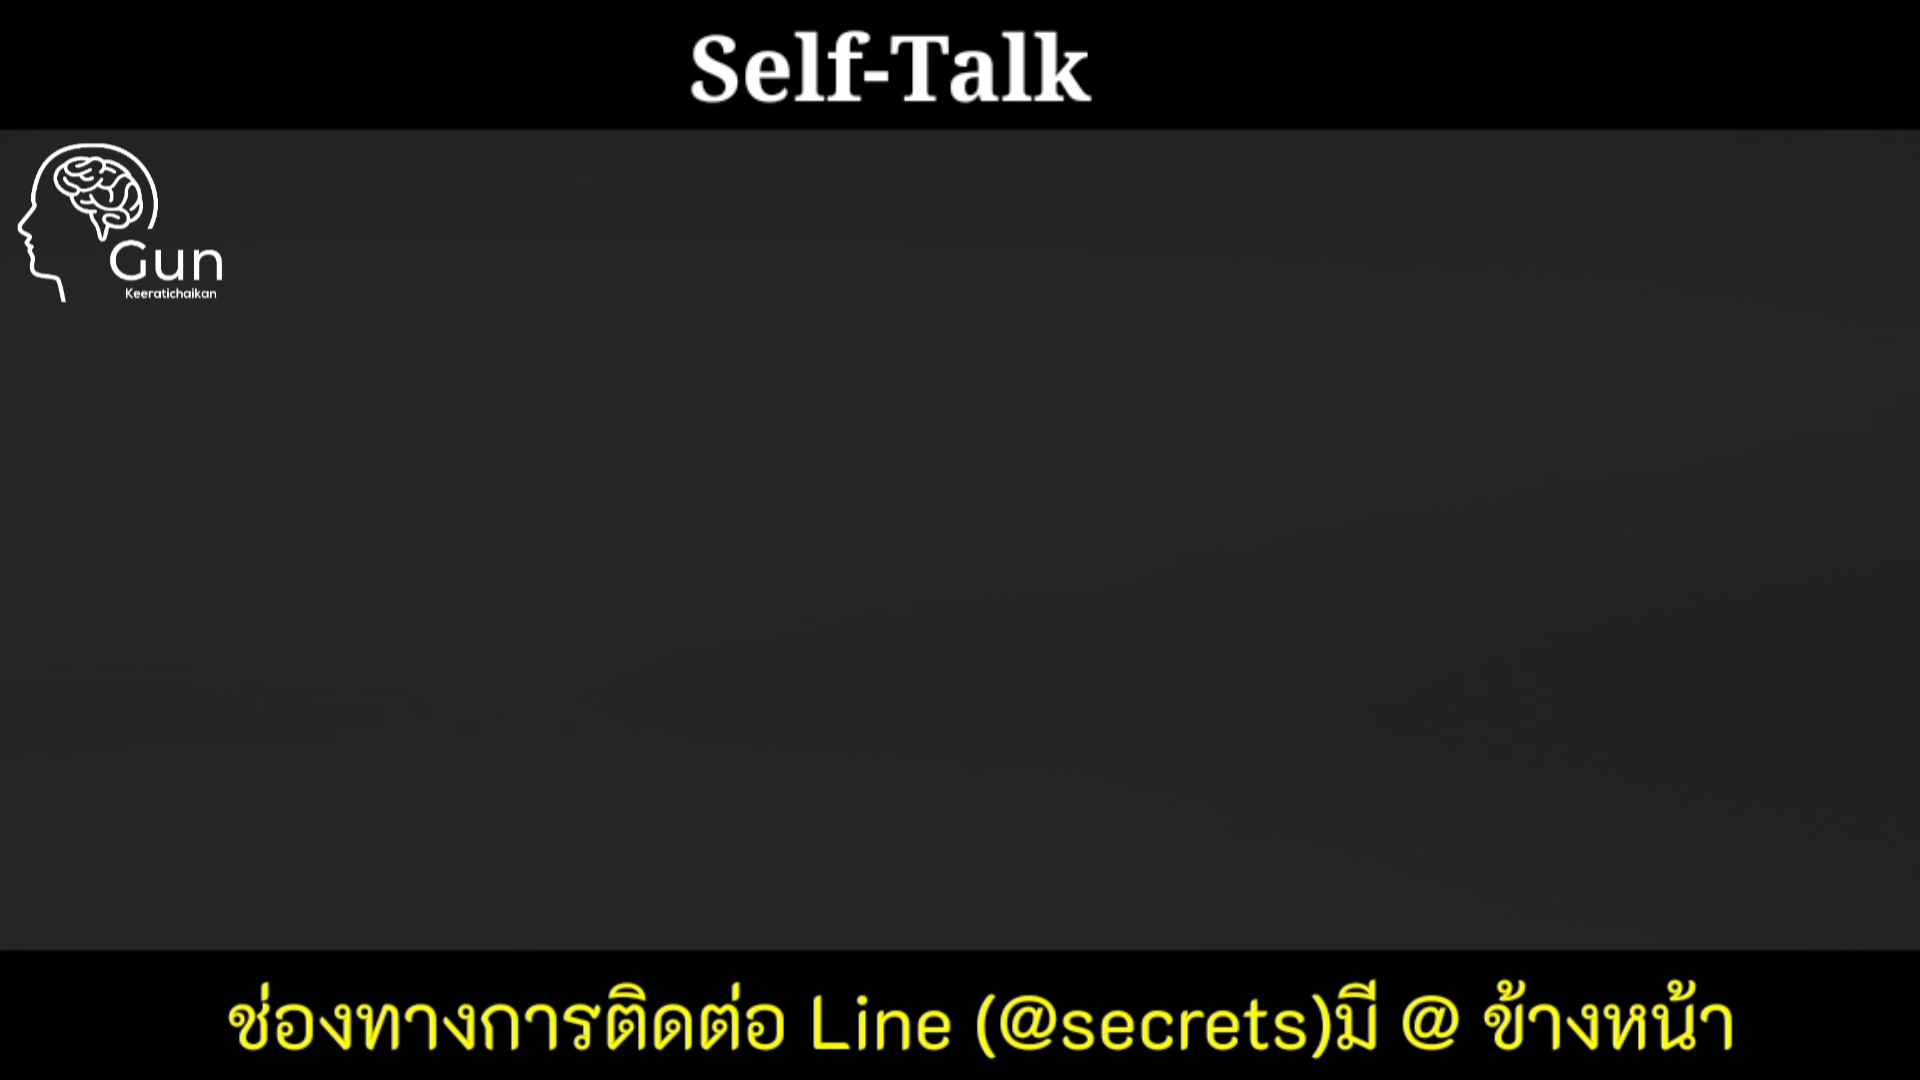 Self-Talk
Gun
Keeratichaikan
ช่องทางการติดต่อ Line (@secrets)มี @ ข้างหน้า